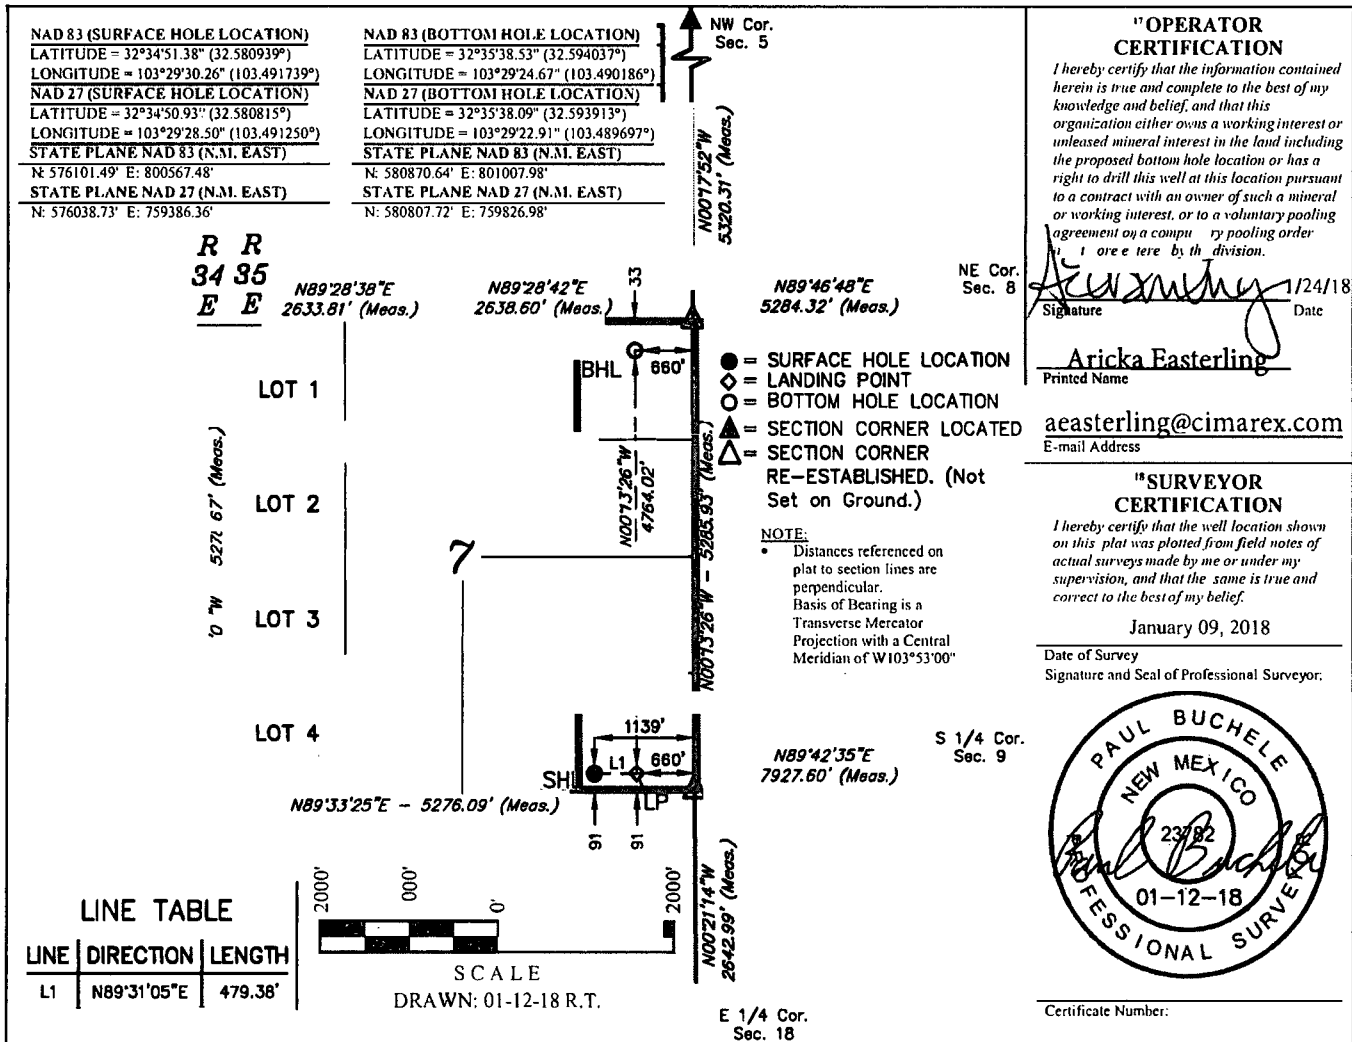 NAD 83 (SURFACE HOLE LOCATION)
LATITUDE = 32°34'51.38" (32.580939°)
LONGITUDE = 103°29'30.26" (103.491739°)
NAD 27 (SURFACE HOLE LOCATION)
LATITUDE = 32°34'50.93" (32.580815°)
LONGITUDE = 103°29'28.50" (103.491250°)
STATE PLANE NAD 83 (N.M. EAST)
N: 576101.49' E: 800567.48'
STATE PLANE NAD 27 (N.M. EAST)
N: 576038.73' E: 759386.36'
NAD 83 (BOTTOM HOLE LOCATION)
LATITUDE = 32°35'38.53" (32.594037°)
LONGITUDE = 103°29'24.67" (103.490186°)
NAD 27 (BOTTOM HOLE LOCATION)
LATITUDE = 32°35'38.09" (32.593913°)
LONGITUDE = 103°29'22.91" (103.489697°)
STATE PLANE NAD 83 (N.M. EAST)
N: 580870.64' E: 801007.98'
STATE PLANE NAD 27 (N.M. EAST)
N: 580807.72' E: 759826.98'
NW Cor.
Sec. 5
N00°17'52"W
5320.31' (Meas.)
R R
34 35
E E
N89°28'38"E
2633.81' (Meas.)
N89°28'42"E
2638.60' (Meas.)
33
N89°46'48"E
5284.32' (Meas.)
NE Cor.
Sec. 8
BHL
660'
LOT 1
LOT 2
LOT 3
LOT 4
67' (Meas.)
7
N00°13'26"W
4764.02'
N00°13'26"W - 5285.93' (Meas.)
= SURFACE HOLE LOCATION
= LANDING POINT
= BOTTOM HOLE LOCATION
= SECTION CORNER LOCATED
= SECTION CORNER
RE-ESTABLISHED. (Not
Set on Ground.)
NOTE:
• Distances referenced on
plat to section lines are
perpendicular.
Basis of Bearing is a
Transverse Mercator
Projection with a Central
Meridian of W103°53'00"
1139'
L1
660'
SHL
LP
91
91
N89°33'25"E - 5276.09' (Meas.)
N89°42'35"E
7927.60' (Meas.)
S 1/4 Cor.
Sec. 9
N00°21'14"W
2642.99' (Meas.)
E 1/4 Cor.
Sec. 18
LINE TABLE
LINE DIRECTION LENGTH
L1 N89°31'05"E 479.38'
2000' 000' 0' 2000'
SCALE
DRAWN: 01-12-18 R.T.
17 OPERATOR
CERTIFICATION
I hereby certify that the information contained
herein is true and complete to the best of my
knowledge and belief, and that this
organization either owns a working interest or
unleased mineral interest in the land including
the proposed bottom hole location or has a
right to drill this well at this location pursuant
to a contract with an owner of such a mineral
or working interest, or to a voluntary pooling
agreement or a compu ry pooling order
by th division.
1/24/18
Signature Date
Aricka Easterling
Printed Name
aeasterling@cimarex.com
E-mail Address
18 SURVEYOR
CERTIFICATION
I hereby certify that the well location shown
on this plat was plotted from field notes of
actual surveys made by me or under my
supervision, and that the same is true and
correct to the best of my belief.
January 09, 2018
Date of Survey
Signature and Seal of Professional Surveyor:
PAUL BUCHELE
NEW MEXICO
23782
Paul Buchele
01-12-18
PROFESSIONAL SURVEYOR
Certificate Number: